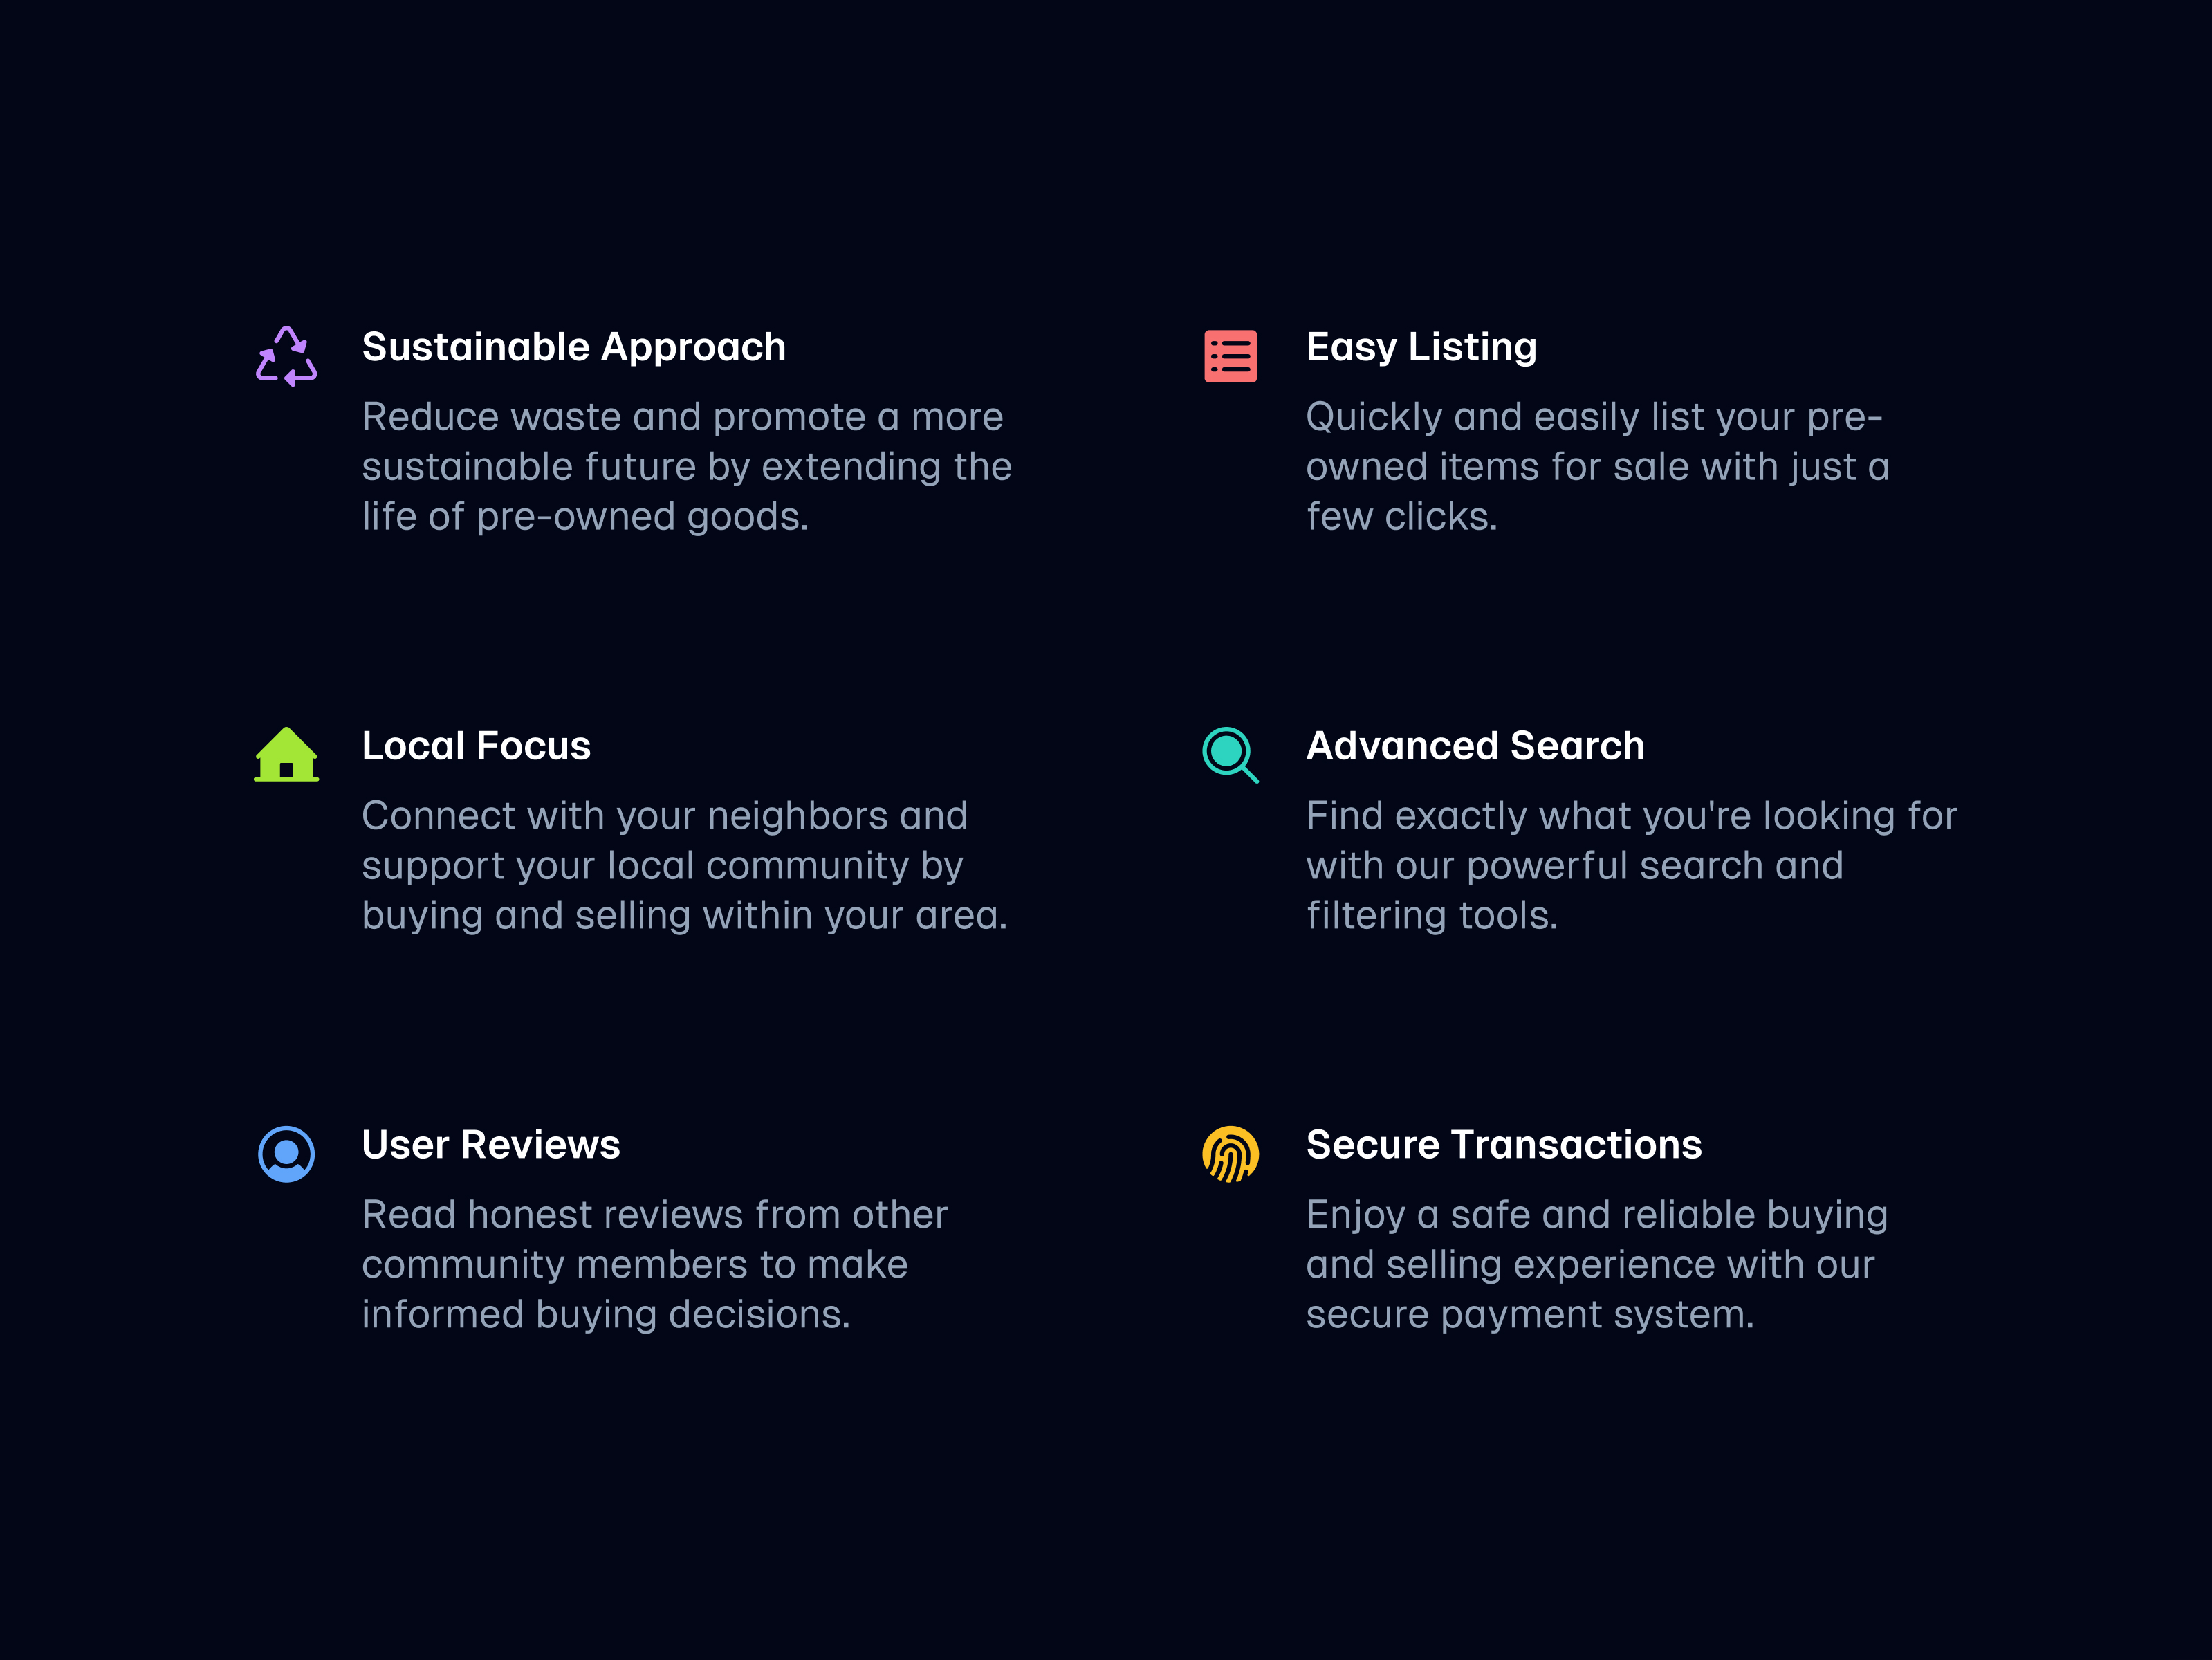 Sustainable Approach
Reduce waste and promote a more
sustainable future by extending the
life of pre-owned goods.
Easy Listing
Quickly and easily list your pre-
owned items for sale with just a
few clicks.
Local Focus
Connect with your neighbors and
support your local community by
buying and selling within your area.
Advanced Search
Find exactly what you're looking for
with our powerful search and
filtering tools.
User Reviews
Read honest reviews from other
community members to make
informed buying decisions.
Secure Transactions
Enjoy a safe and reliable buying
and selling experience with our
secure payment system.